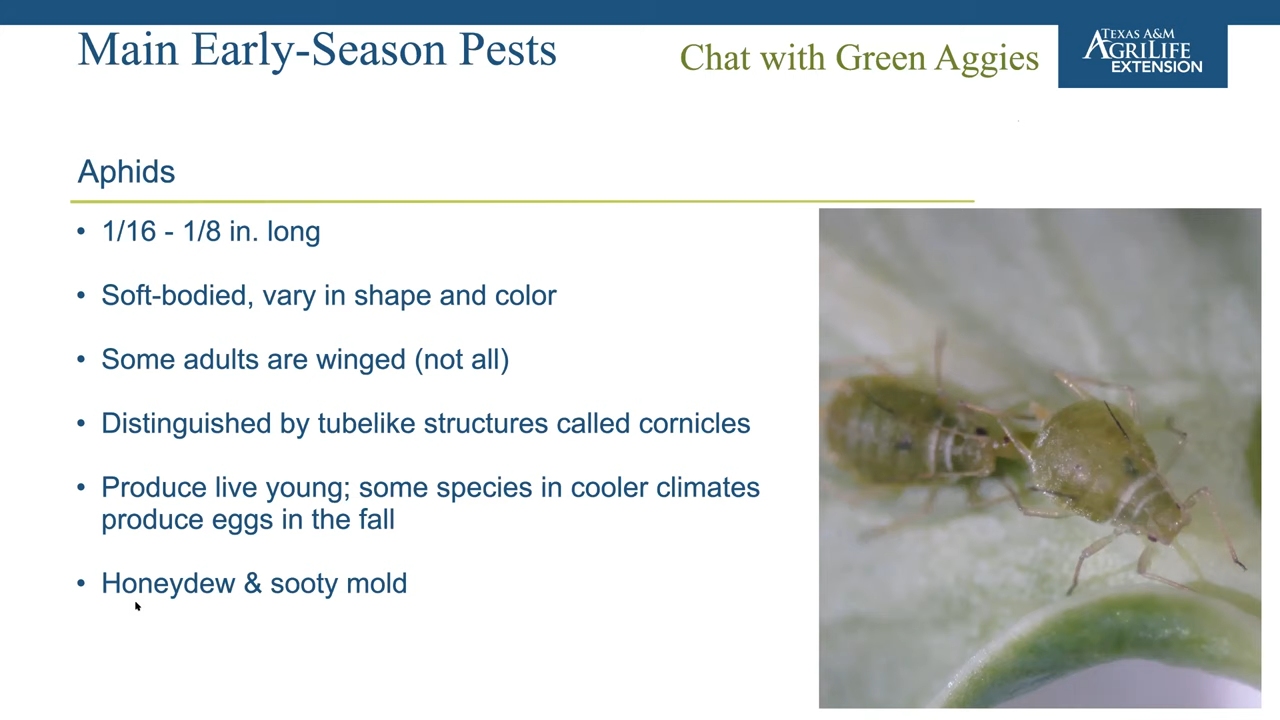 Main Early-Season Pests
Chat with Green Aggies
TEXAS A&M
AGRILIFE
EXTENSION
Aphids
• 1/16 - 1/8 in. long
• Soft-bodied, vary in shape and color
• Some adults are winged (not all)
• Distinguished by tubelike structures called cornicles
• Produce live young; some species in cooler climates
produce eggs in the fall
• Honeydew & sooty mold